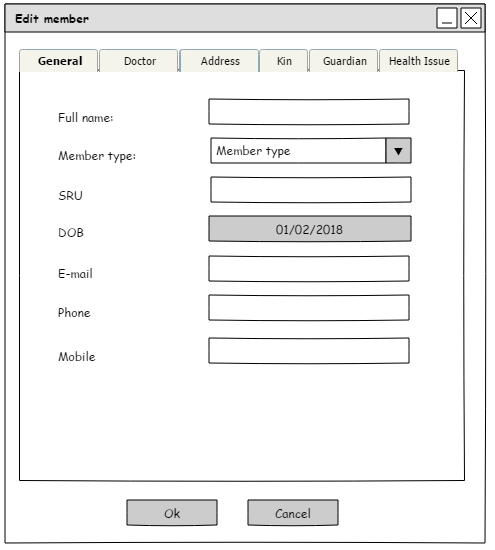 Edit member
General Doctor Address Kin Guardian Health Issue
Full name:
Member type: Member type
SRU
DOB 01/02/2018
E-mail
Phone
Mobile
Ok Cancel